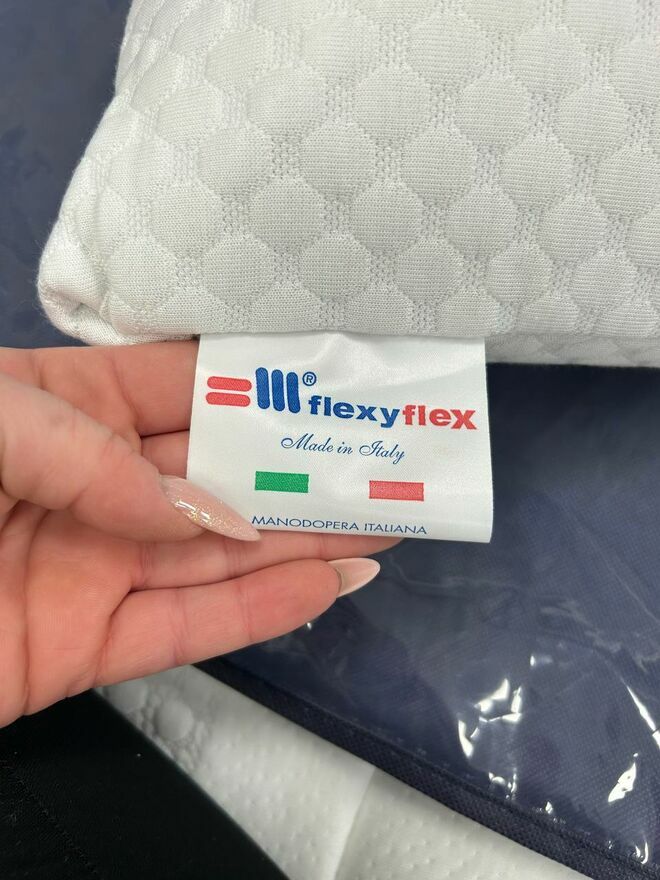 ® flexyflex
Made in Italy
MANODOPERA ITALIANA